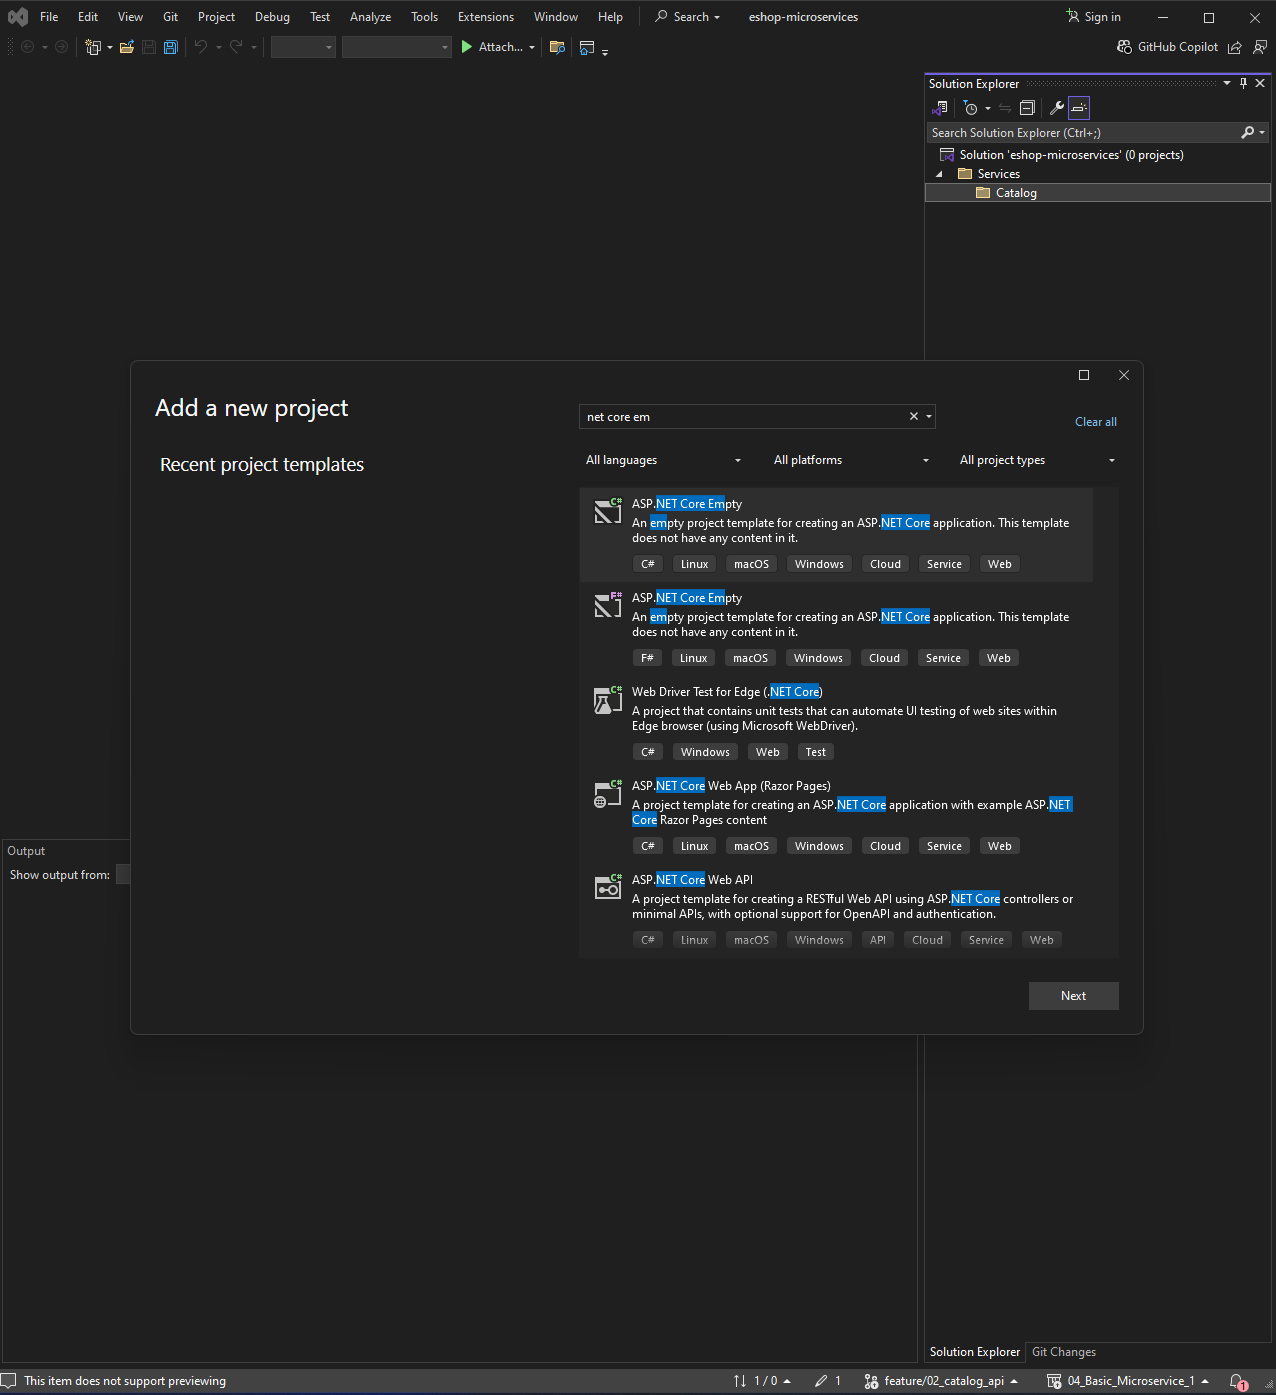 File Edit View Git Project Debug Test Analyze Tools Extensions Window Help Search eshop-microservices Sign in
Attach... GitHub Copilot
Solution Explorer
Search Solution Explorer (Ctrl+;)
Solution 'eshop-microservices' (0 projects)
Services
Catalog
Add a new project
net core em
Clear all
Recent project templates
All languages All platforms All project types
C#
ASP.NET Core Empty
An empty project template for creating an ASP.NET Core application. This template
does not have any content in it.
C# Linux macOS Windows Cloud Service Web
F#
ASP.NET Core Empty
An empty project template for creating an ASP.NET Core application. This template
does not have any content in it.
F# Linux macOS Windows Cloud Service Web
C#
Web Driver Test for Edge (.NET Core)
A project that contains unit tests that can automate UI testing of web sites within
Edge browser (using Microsoft WebDriver).
C# Windows Web Test
C#
ASP.NET Core Web App (Razor Pages)
A project template for creating an ASP.NET Core application with example ASP.NET
Core Razor Pages content
C# Linux macOS Windows Cloud Service Web
C#
ASP.NET Core Web API
A project template for creating a RESTful Web API using ASP.NET Core controllers or
minimal APIs, with optional support for OpenAPI and authentication.
C# Linux macOS Windows API Cloud Service Web
Next
Output
Show output from:
Solution Explorer Git Changes
This item does not support previewing 1 / 0 1 feature/02_catalog_api 04_Basic_Microservice_1 1